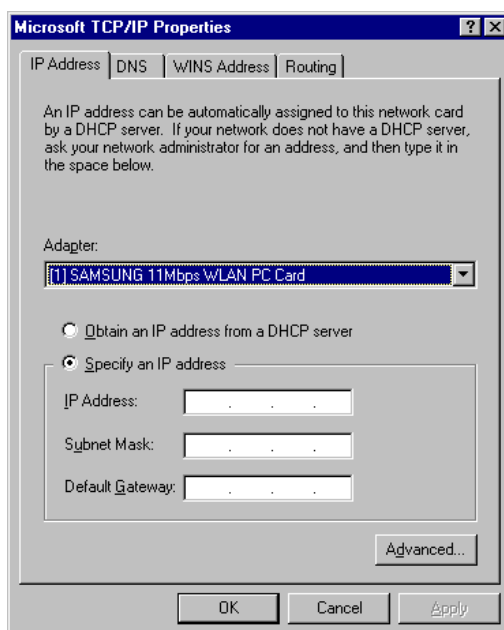 Microsoft TCP/IP Properties
IP Address DNS WINS Address Routing
An IP address can be automatically assigned to this network card
by a DHCP server. If your network does not have a DHCP server,
ask your network administrator for an address, and then type it in
the space below.
Adapter:
[1] SAMSUNG 11Mbps WLAN PC Card
Obtain an IP address from a DHCP server
Specify an IP address
IP Address: . . .
Subnet Mask: . . .
Default Gateway: . . .
Advanced...
OK Cancel Apply